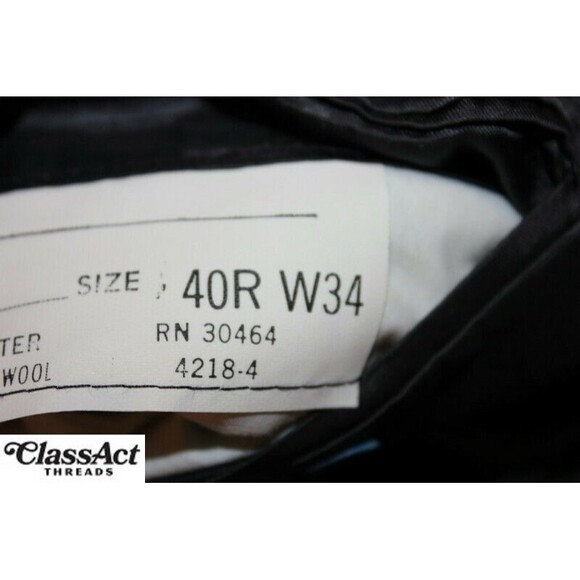 SIZE 40R W34
TER RN 30464
WOOL 4218-4
ClassAct
THREADS